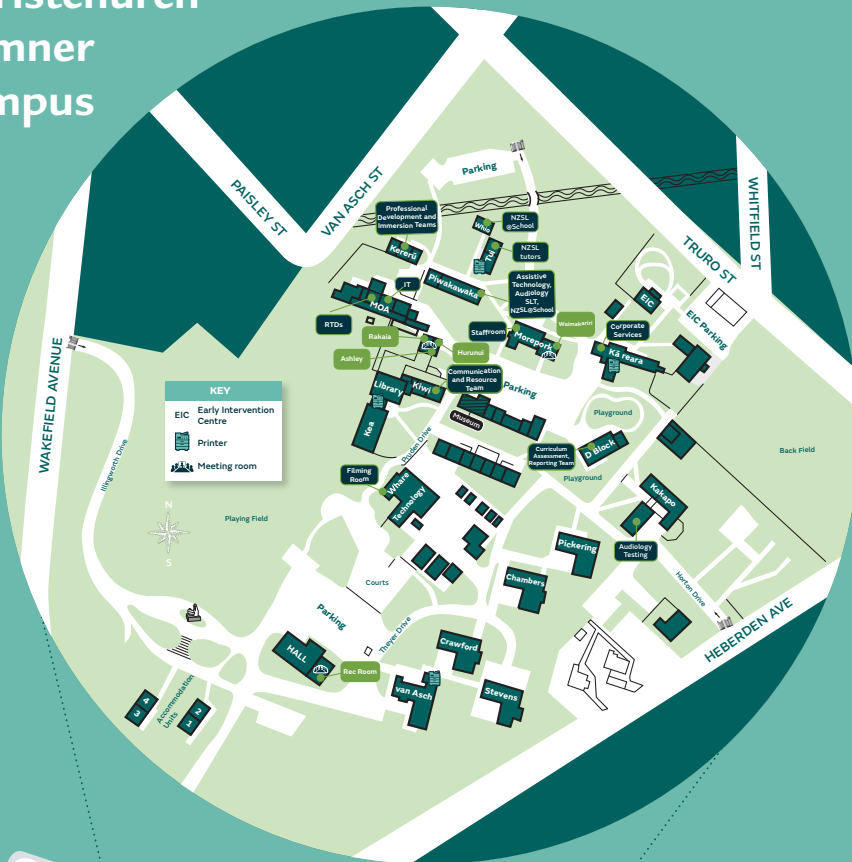 ristchurch
mner
mpus
PAISLEY ST
VAN ASCH ST
WHITFIELD ST
TRURO ST
WAKEFIELD AVENUE
HEBERDEN AVE
Parking
Professional
Development and
Immersion Teams
Kererū
Whio
NZSL
@School
Tui
NZSL
tutors
Piwakawaka
Assistive
Technology,
Audiology
SLT,
NZSL@School
IT
MOA
RTDs
Rakaia
Ashley
Hurunui
Staffroom
Morepork
Waimakariri
Corporate
Services
Kā reara
EIC
EIC Parking
Communication
and Resource
Team
Library
Kiwi
Kea
Parking
Museum
Playground
Curriculum
Assessment,
Reporting Team
D Block
Playground
Back Field
Pruden Drive
Filming
Room
Whare
Technology
Kakapo
Audiology
Testing
KEY
EIC Early Intervention
Centre
Printer
Meeting room
Illingworth Drive
N
S
Playing Field
Courts
Pickering
Chambers
Horton Drive
Parking
Theyer Drive
Crawford
HALL
Rec Room
van Asch
Stevens
Accommodation
Units
4
3
2
1